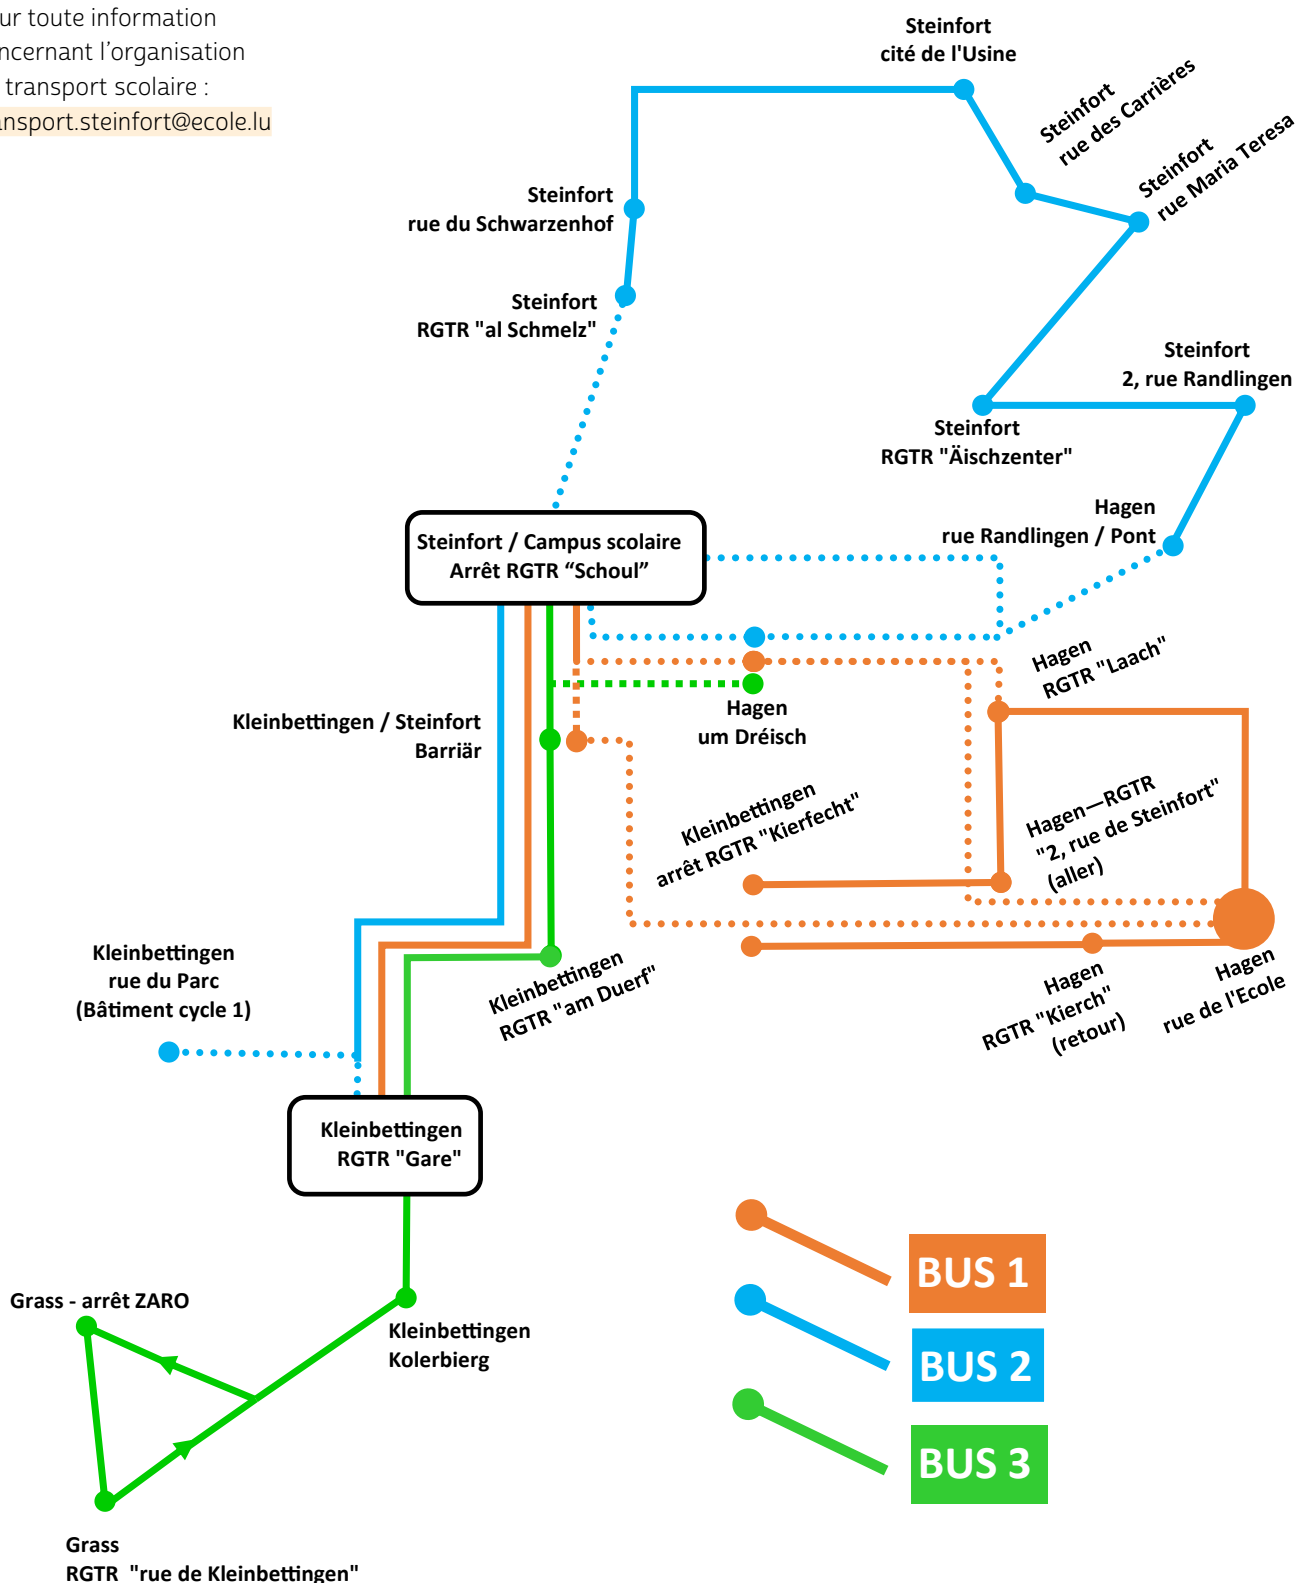 ur toute information
ncernant l'organisation
transport scolaire :
ansport.steinfort@ecole.lu
Steinfort
cité de l'Usine
Steinfort
rue des Carrières
Steinfort
rue Maria Teresa
Steinfort
rue du Schwarzenhof
Steinfort
RGTR "al Schmelz"
Steinfort
2, rue Randlingen
Steinfort
RGTR "Äischzenter"
Hagen
rue Randlingen / Pont
Steinfort / Campus scolaire
Arrêt RGTR “Schoul”
Hagen
RGTR "Laach"
Kleinbettingen / Steinfort
Barriär
Hagen
um Dréisch
Kleinbettingen
arrêt RGTR "Kierfecht"
Hagen—RGTR
"2, rue de Steinfort"
(aller)
Kleinbettingen
rue du Parc
(Bâtiment cycle 1)
Kleinbettingen
RGTR "am Duerf"
Hagen
RGTR "Kierch"
(retour)
Hagen
rue de l'Ecole
Kleinbettingen
RGTR "Gare"
Grass - arrêt ZARO
Kleinbettingen
Kolerbierg
BUS 1
BUS 2
BUS 3
Grass
RGTR "rue de Kleinbettingen"